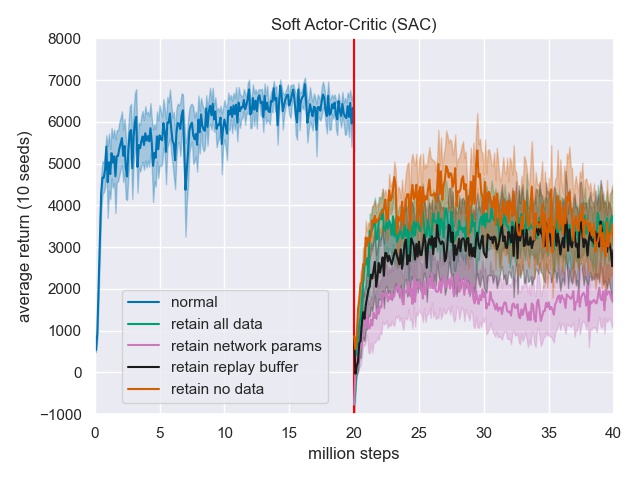 Soft Actor-Critic (SAC)
8000
7000
6000
5000
4000
3000
2000
1000
0
−1000
average return (10 seeds)
normal
retain all data
retain network params
retain replay buffer
retain no data
0 5 10 15 20 25 30 35 40
million steps